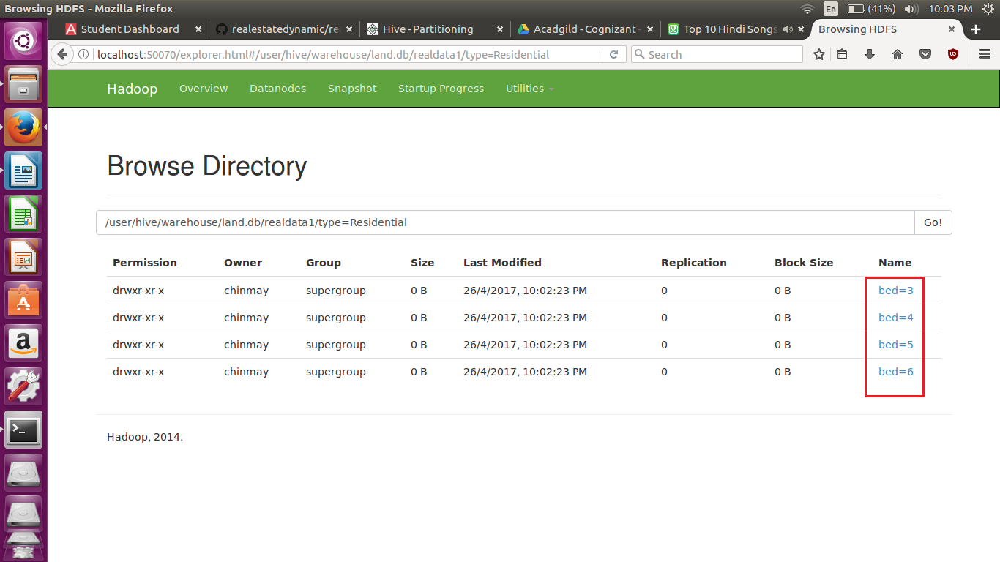 Browsing HDFS - Mozilla Firefox En (41%) 10:03 PM
Student Dashboard realestatedynamic/re Hive - Partitioning Acadgild - Cognizant - Top 10 Hindi Songs Browsing HDFS
localhost:50070/explorer.html#/user/hive/warehouse/land.db/realdata1/type=Residential Search
Hadoop Overview Datanodes Snapshot Startup Progress Utilities
Browse Directory
/user/hive/warehouse/land.db/realdata1/type=Residential Go!
Permission Owner Group Size Last Modified Replication Block Size Name
drwxr-xr-x chinmay supergroup 0 B 26/4/2017, 10:02:23 PM 0 0 B bed=3
drwxr-xr-x chinmay supergroup 0 B 26/4/2017, 10:02:23 PM 0 0 B bed=4
drwxr-xr-x chinmay supergroup 0 B 26/4/2017, 10:02:23 PM 0 0 B bed=5
drwxr-xr-x chinmay supergroup 0 B 26/4/2017, 10:02:23 PM 0 0 B bed=6
Hadoop, 2014.